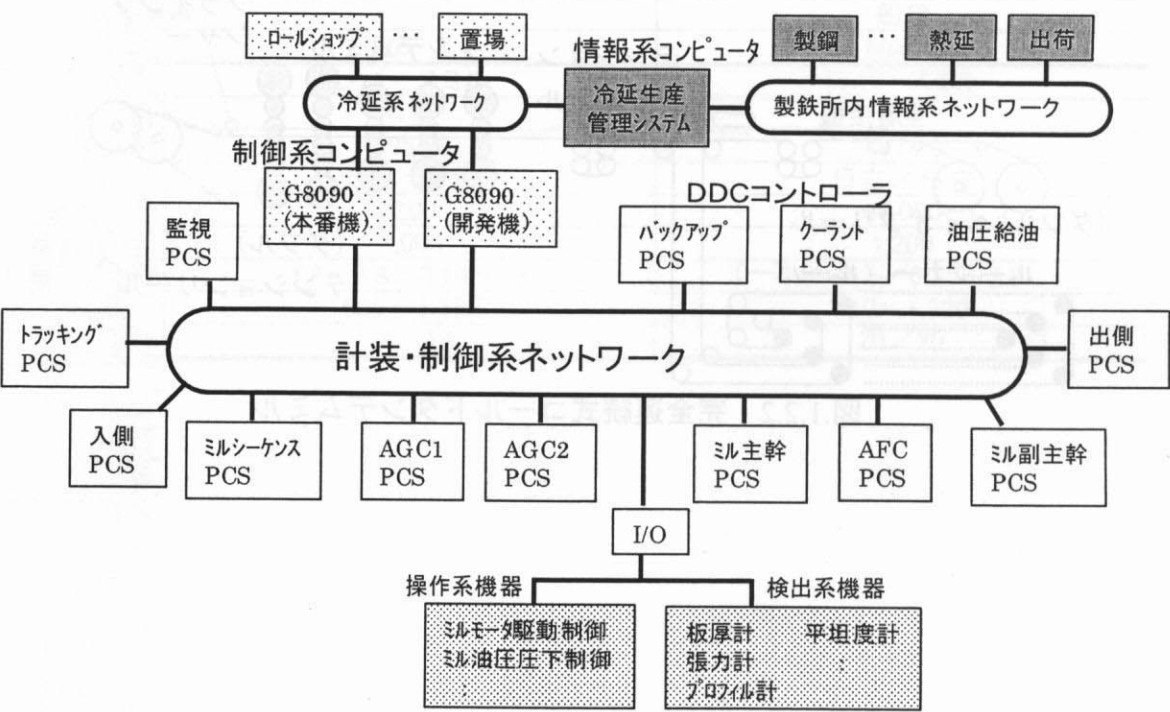 ロールショップ ・・・ 置場
製鋼 ・・・ 熱延 出荷
情報系コンピュータ
冷延系ネットワーク
冷延生産
管理システム
製鉄所内情報系ネットワーク
制御系コンピュータ
G8090
(本番機)
G8090
(開発機)
DDCコントローラ
監視
PCS
バックアップ
PCS
クーラント
PCS
油圧給油
PCS
トラッキング
PCS
計装・制御系ネットワーク
出側
PCS
入側
PCS
ミルシーケンス
PCS
AGC1
PCS
AGC2
PCS
ミル主幹
PCS
AFC
PCS
ミル副主幹
PCS
I/O
操作系機器
検出系機器
ミルモータ駆動制御
ミル油圧圧下制御
:
板厚計 平坦度計
張力計 :
プロフィル計